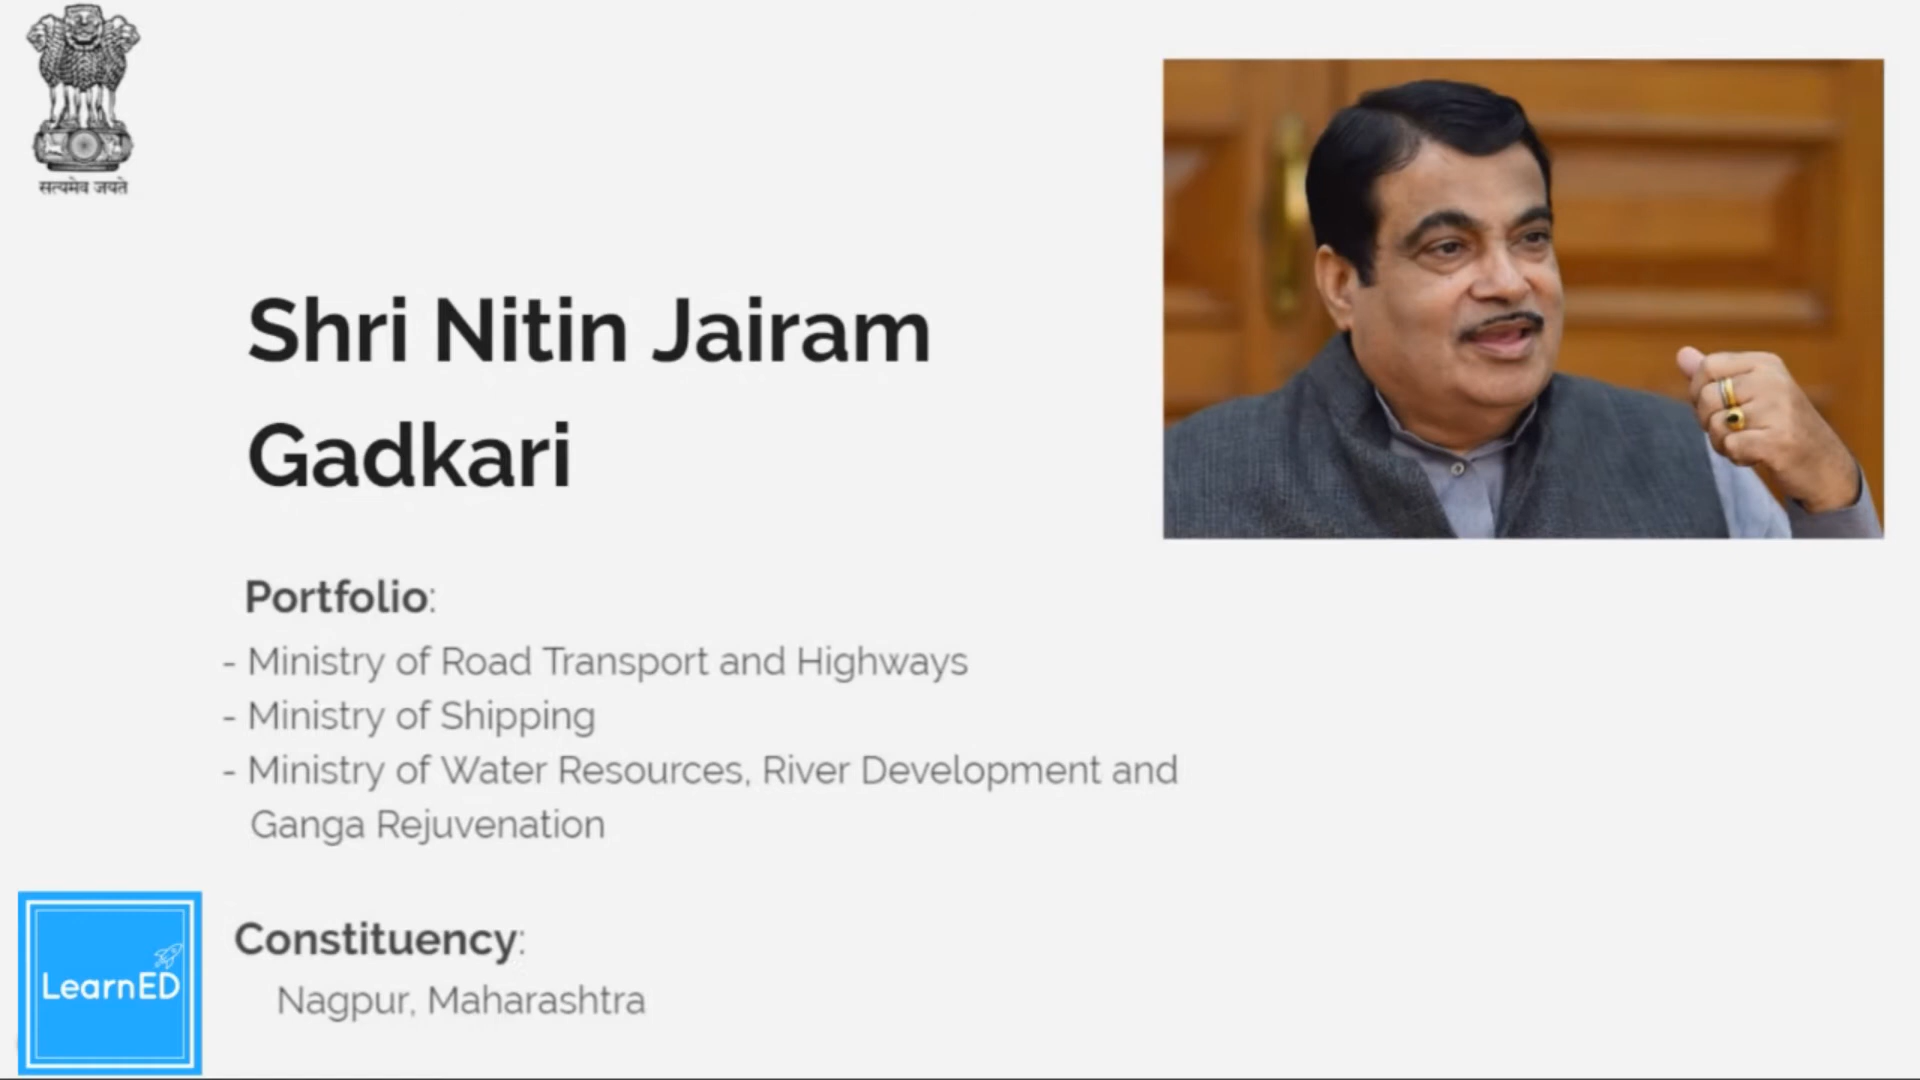 सत्यमेव जयते
Shri Nitin Jairam
Gadkari
Portfolio:
- Ministry of Road Transport and Highways
- Ministry of Shipping
- Ministry of Water Resources, River Development and
Ganga Rejuvenation
Constituency:
Nagpur, Maharashtra
LearnED